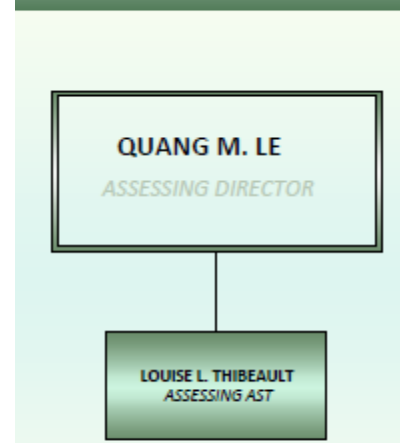 QUANG M. LE
ASSESSING DIRECTOR
LOUISE L. THIBEAULT
ASSESSING AST